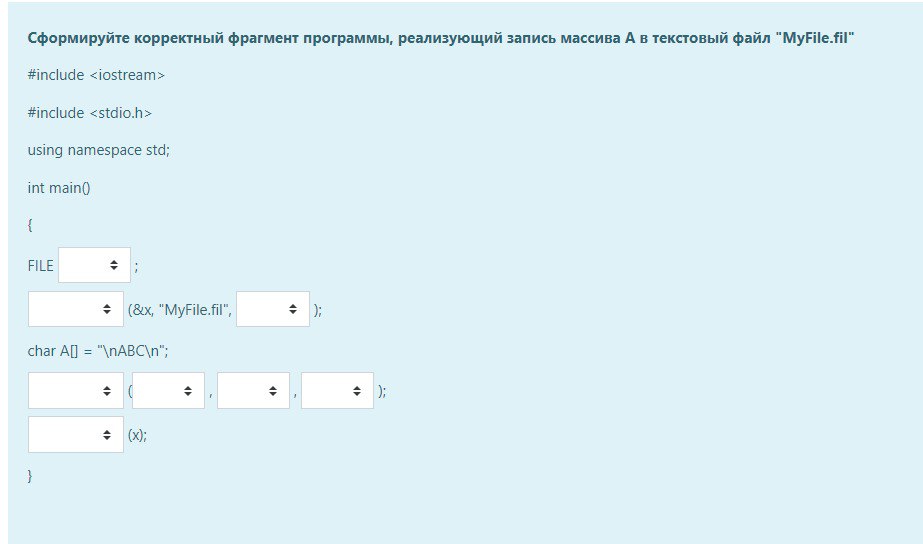 Сформируйте корректный фрагмент программы, реализующий запись массива А в текстовый файл "MyFile.fil"
#include <iostream>
#include <stdio.h>
using namespace std;
int main()
{
FILE ;
(&x, "MyFile.fil", );
char A[] = "\nABC\n";
( , , );
(x);
}